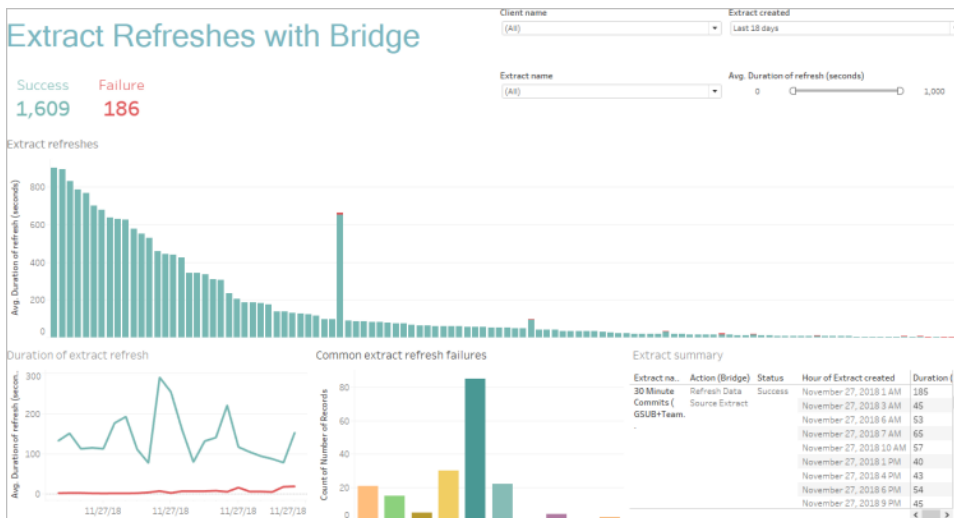 Extract Refreshes with Bridge
Client name
(All)
Extract created
Last 18 days
Extract name
(All)
Avg. Duration of refresh (seconds)
0
1,000
Success
1,609
Failure
186
Extract refreshes
Avg. Duration of refresh (seconds)
800
600
400
200
0
Duration of extract refresh
Avg. Duration of refresh (secon..
300
200
100
0
11/27/18
11/27/18
11/27/18
11/27/18
Common extract refresh failures
Count of Number of Records
80
60
40
20
0
Extract summary
Extract na.. Action (Bridge) Status Hour of Extract created Duration (
30 Minute Refresh Data Success November 27, 2018 1 AM 185
Commits ( Source Extract November 27, 2018 3 AM 45
GSUB+Team. November 27, 2018 6 AM 53
. November 27, 2018 7 AM 65
November 27, 2018 10 AM 57
November 27, 2018 1 PM 40
November 27, 2018 4 PM 43
November 27, 2018 6 PM 54
November 27, 2018 9 PM 45